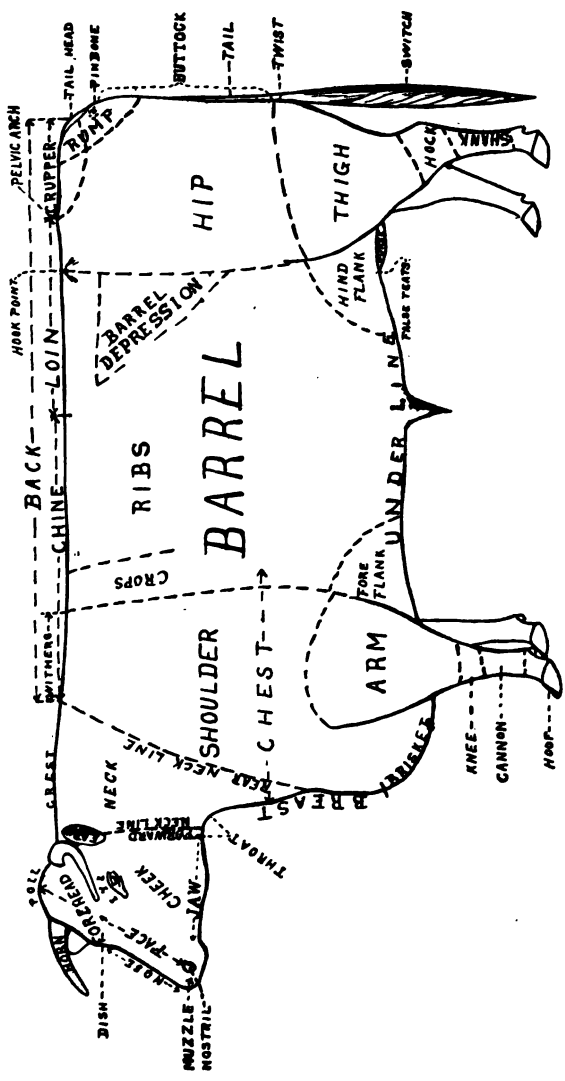 TAIL HEAD
PINBONE
BUTTOCK
TAIL
TWIST
SWITCH
PELVIC ARCH
CRUPPER
RUMP
HIP
THIGH
HOCK
SHANK
HOOK POINT
BARREL
DEPRESSION
HIND
FLANK
FALSE TEATS
BACK
LOIN
CHINE
RIBS
BARREL
UNDER LINE
CROPS
FORE
FLANK
WITHERS
SHOULDER
CHEST
ARM
REAR NECK LINE
CREST
NECK
BREAST
BRISKET
KNEE
CANNON
HOOF
EAR
FORWARD
NECK LINE
THROAT
POLL
FOREHEAD
EYE
CHEEK
JAW
HORN
FACE
NOSE
DISH
MUZZLE
NOSTRIL